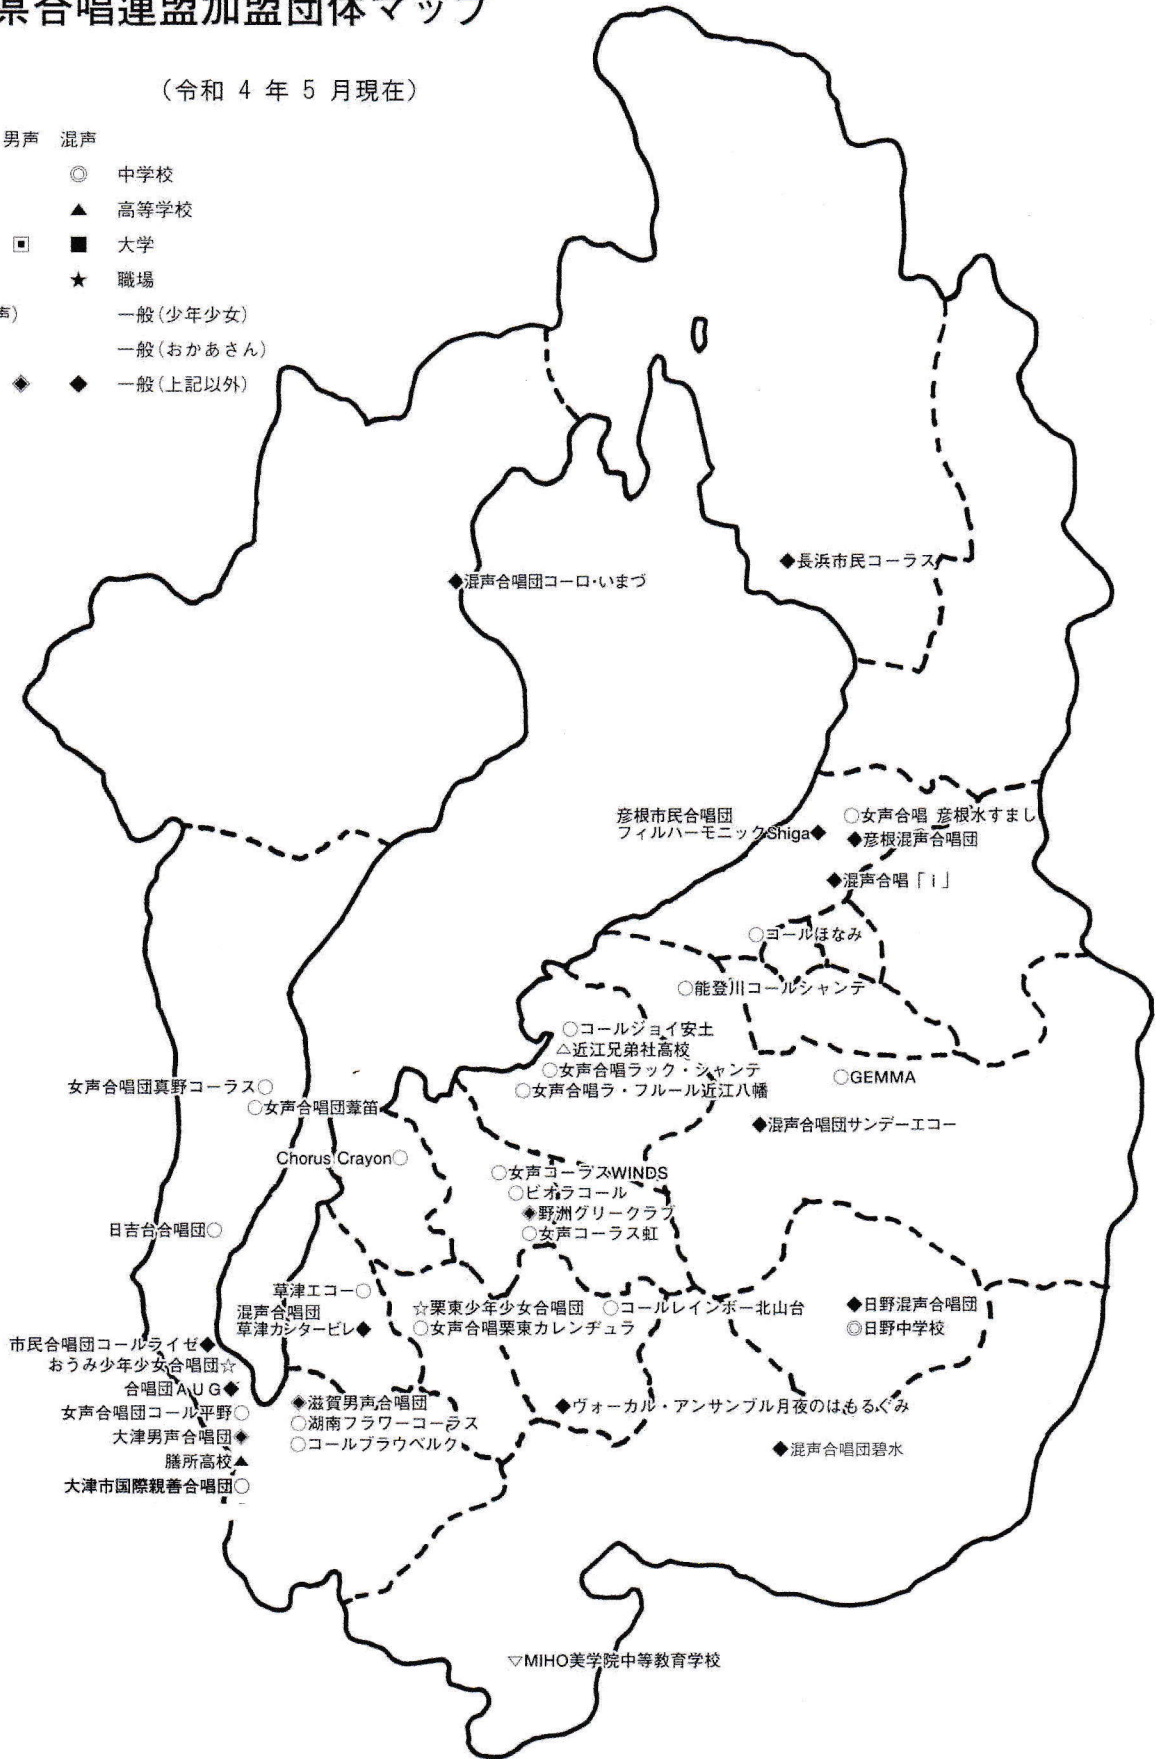 県合唱連盟加盟団体マップ
（令和 4 年 5 月現在）
男声 混声
◎ 中学校
▲ 高等学校
▣ ■ 大学
★ 職場
声) 一般(少年少女)
一般(おかあさん)
◈ ◆ 一般(上記以外)
◆長浜市民コーラス
◆混声合唱団コーロ・いまづ
彦根市民合唱団
フィルハーモニックShiga◆
○女声合唱 彦根水すまし
◆彦根混声合唱団
◆混声合唱「i」
○コールほなみ
○能登川コールシャンテ
○コールジョイ安土
△近江兄弟社高校
○女声合唱ラック・シャンテ
○女声合唱ラ・フルール近江八幡
○GEMMA
◆混声合唱団サンデーエコー
女声合唱団真野コーラス○
○女声合唱団葦笛
Chorus Crayon○
○女声コーラスWINDS
○ビオラコール
◈野洲グリークラブ
○女声コーラス虹
日吉台合唱団○
草津エコー○
混声合唱団
草津カンタービレ◆
☆栗東少年少女合唱団
○女声合唱栗東カレンヂュラ
○コールレインボー北山台
◆日野混声合唱団
◎日野中学校
市民合唱団コールライゼ◆
おうみ少年少女合唱団☆
合唱団AUG◆
女声合唱団コール平野○
大津男声合唱団◈
膳所高校▲
大津市国際親善合唱団○
◈滋賀男声合唱団
○湖南フラワーコーラス
○コールブラウベルク
◆ヴォーカル・アンサンブル月夜のはもるぐみ
◆混声合唱団碧水
▽MIHO美学院中等教育学校